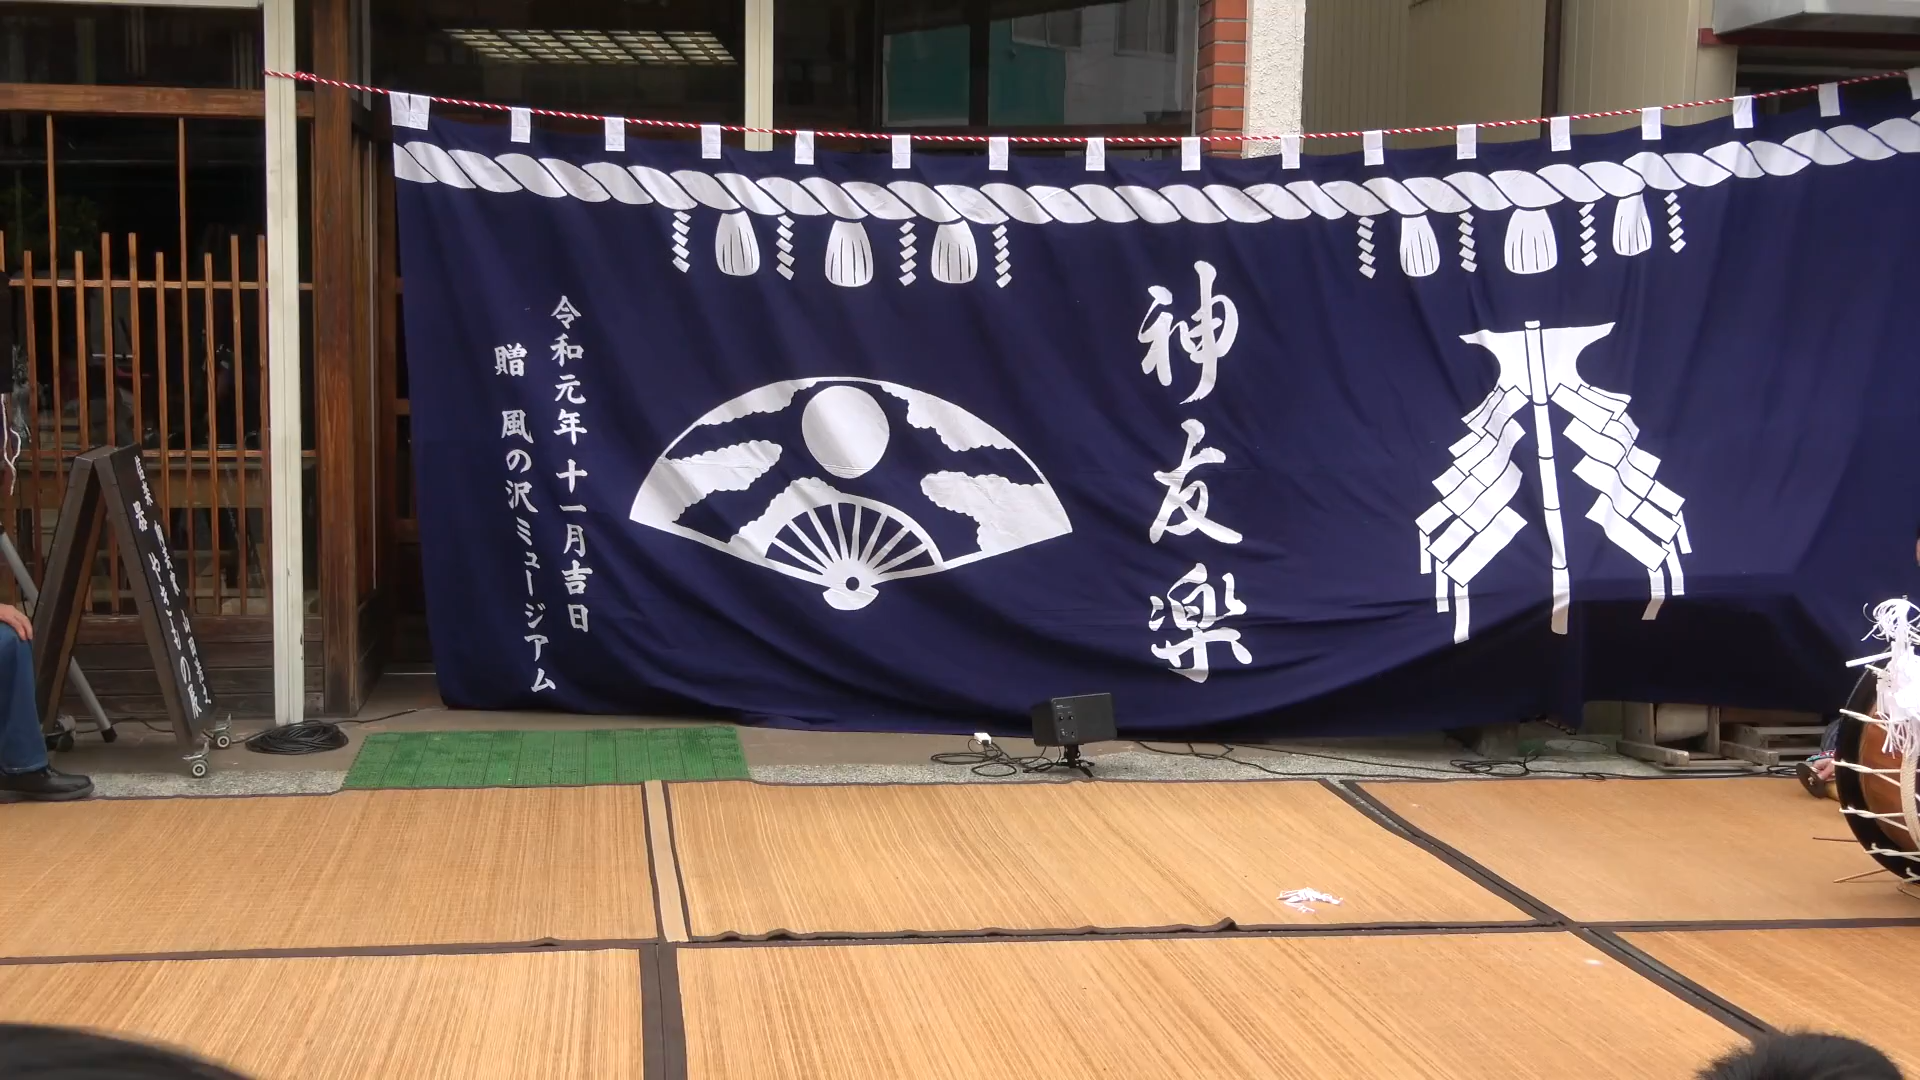 神友楽
令和元年十一月吉日
贈 風の沢ミュージアム